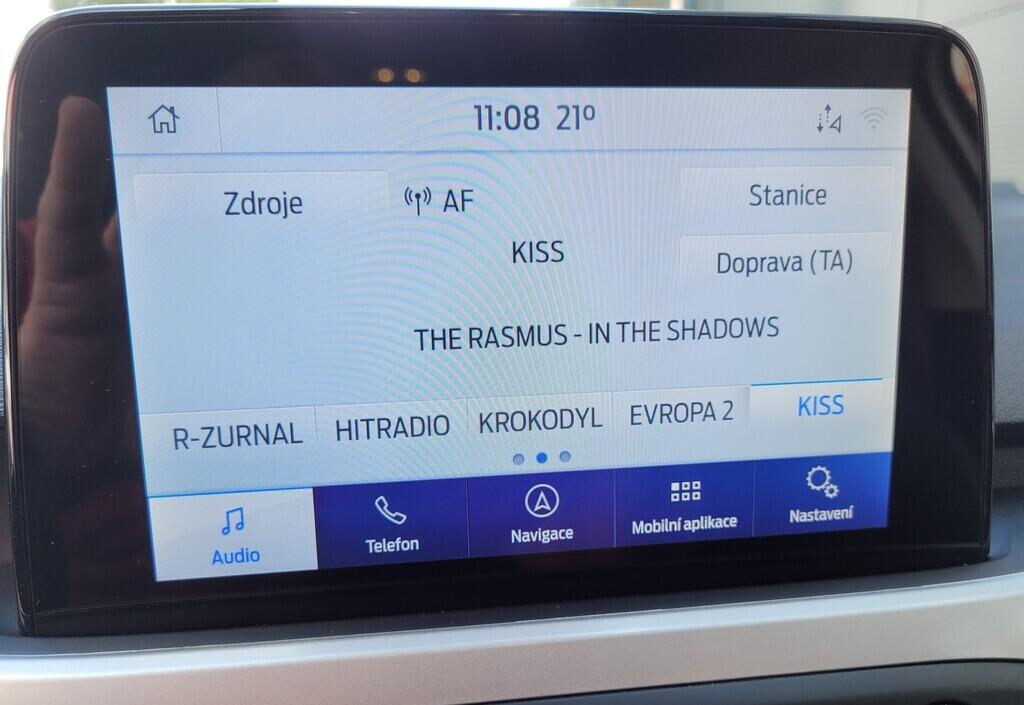 11:08 21º
Zdroje
AF
Stanice
KISS
Doprava (TA)
THE RASMUS - IN THE SHADOWS
R-ZURNAL
HITRADIO
KROKODYL
EVROPA 2
KISS
Audio
Telefon
Navigace
Mobilní aplikace
Nastavení